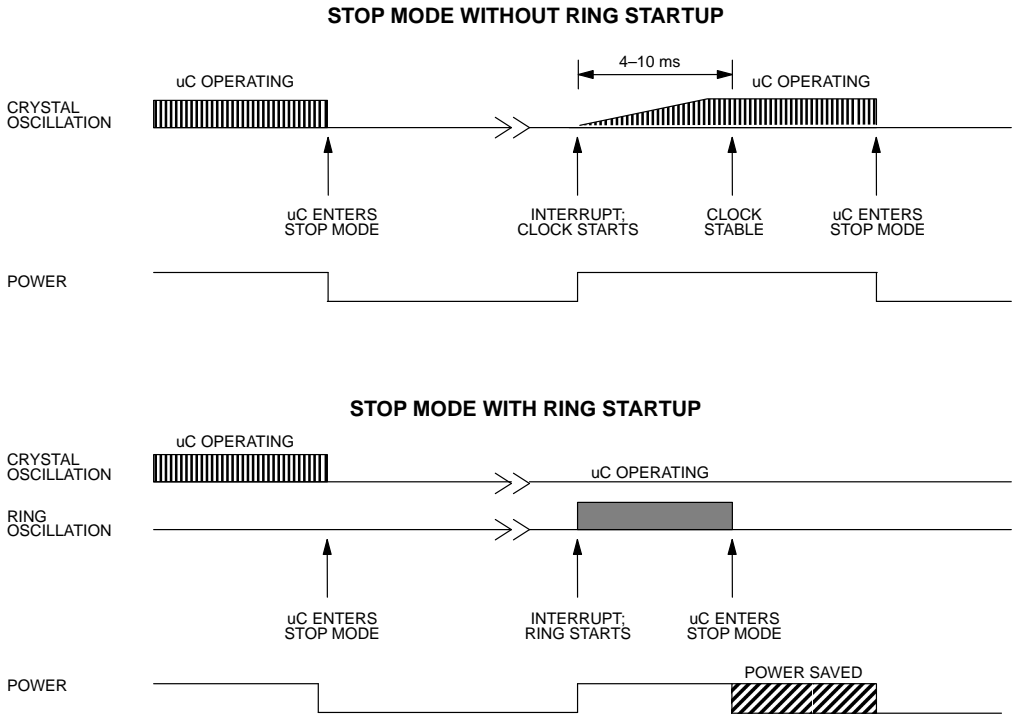 STOP MODE WITHOUT RING STARTUP
4–10 ms
uC OPERATING
uC OPERATING
CRYSTAL
OSCILLATION
uC ENTERS
STOP MODE
INTERRUPT;
CLOCK STARTS
CLOCK
STABLE
uC ENTERS
STOP MODE
POWER
STOP MODE WITH RING STARTUP
uC OPERATING
CRYSTAL
OSCILLATION
uC OPERATING
RING
OSCILLATION
uC ENTERS
STOP MODE
INTERRUPT;
RING STARTS
uC ENTERS
STOP MODE
POWER SAVED
POWER